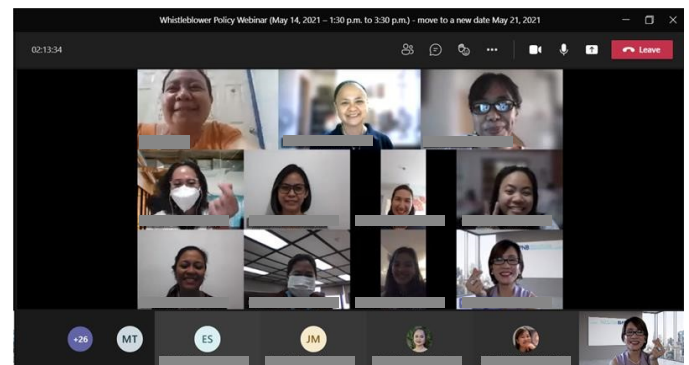 Whistleblower Policy Webinar (May 14, 2021 – 1:30 p.m. to 3:30 p.m.) - move to a new date May 21, 2021
02:13:34
Leave
+26
MT
ES
JM